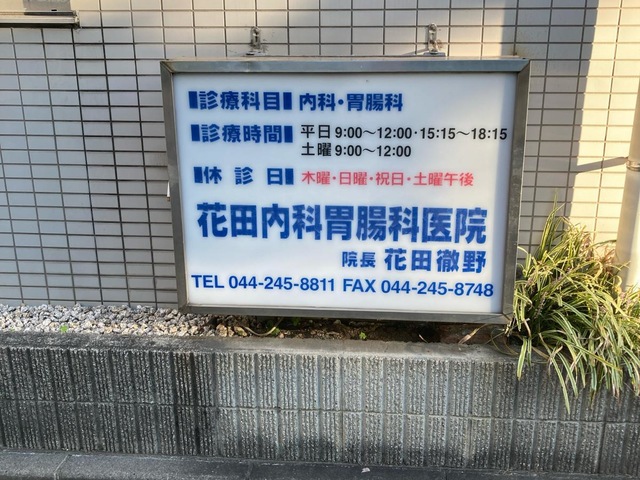 ■診療科目■ 内科・胃腸科
■診療時間■ 平日 9:00～12:00・15:15～18:15
土曜 9:00～12:00
■休診日■ 木曜・日曜・祝日・土曜午後
花田内科胃腸科医院
院長 花田徹野
TEL 044-245-8811 FAX 044-245-8748